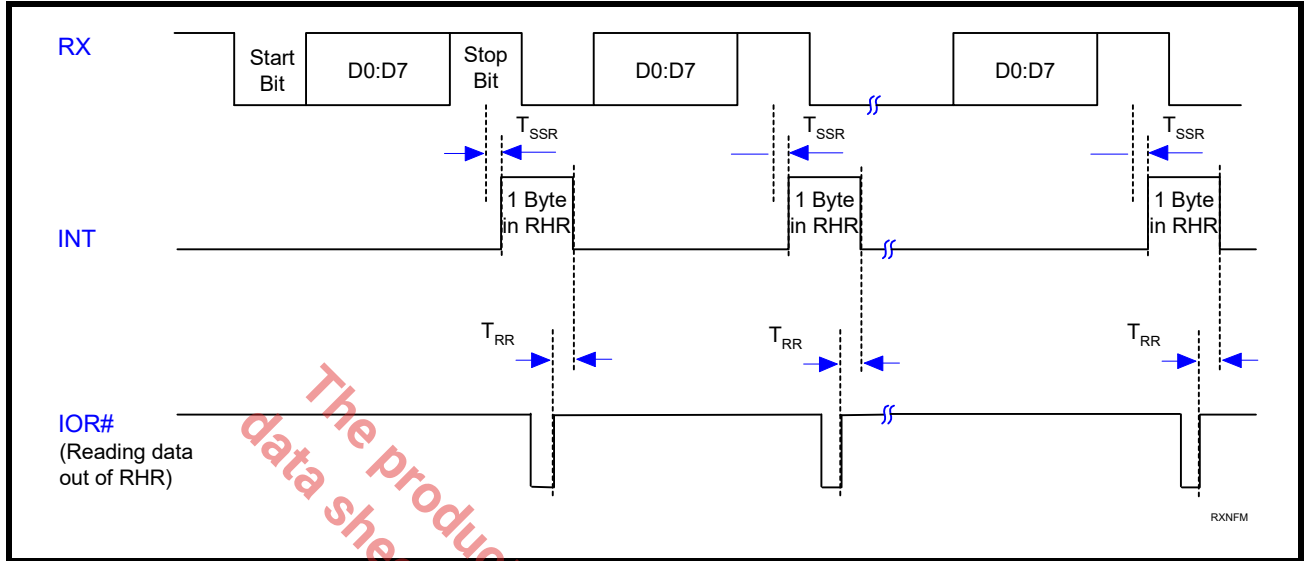 RX
Start
Bit
D0:D7
Stop
Bit
D0:D7
D0:D7
TSSR
TSSR
TSSR
1 Byte
in RHR
1 Byte
in RHR
1 Byte
in RHR
INT
TRR
TRR
TRR
IOR#
(Reading data
out of RHR)
The produc
data she
RXNFM